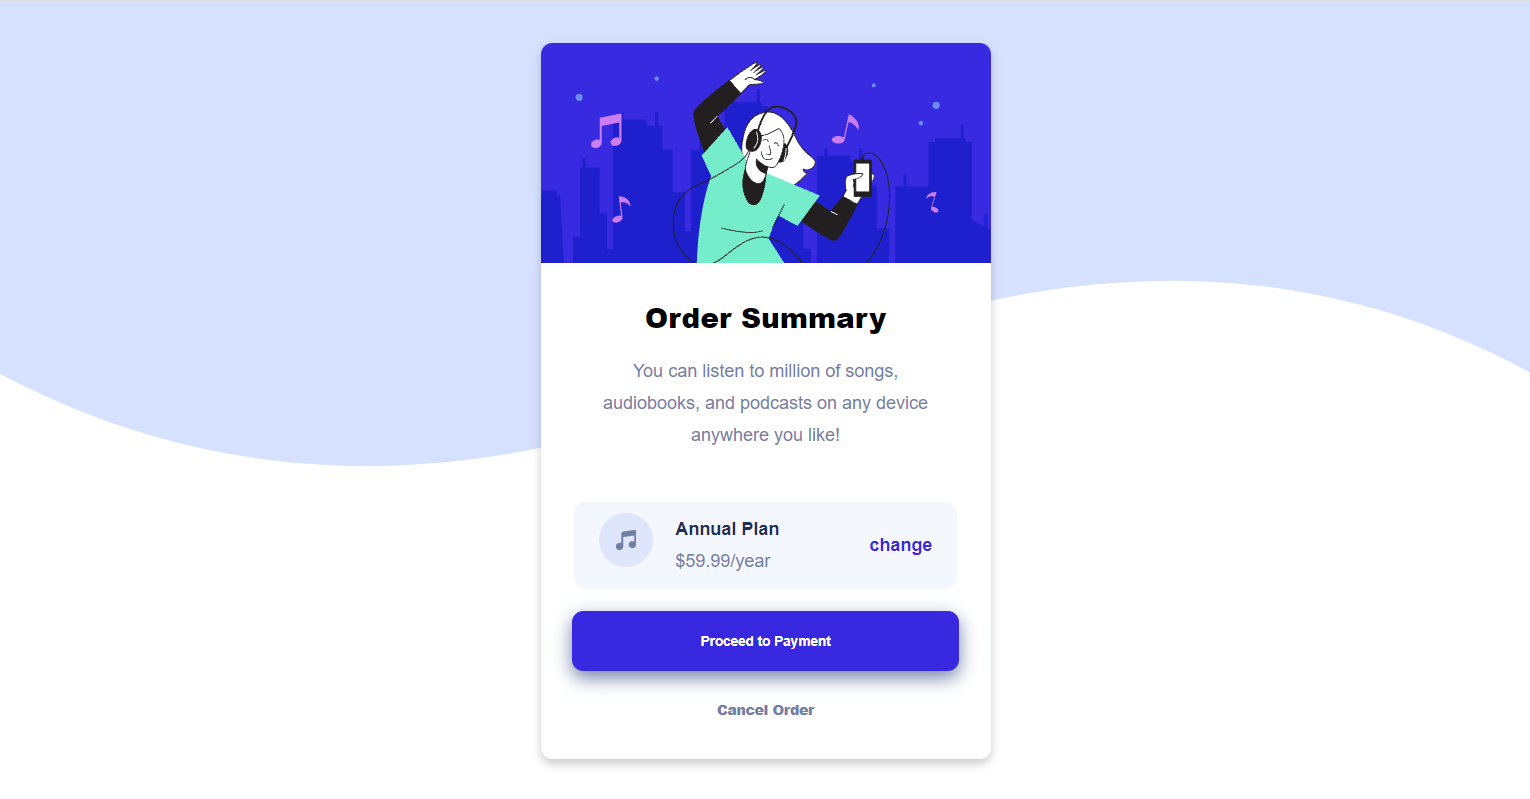 Order Summary
You can listen to million of songs,
audiobooks, and podcasts on any device
anywhere you like!
Annual Plan
$59.99/year
change
Proceed to Payment
Cancel Order